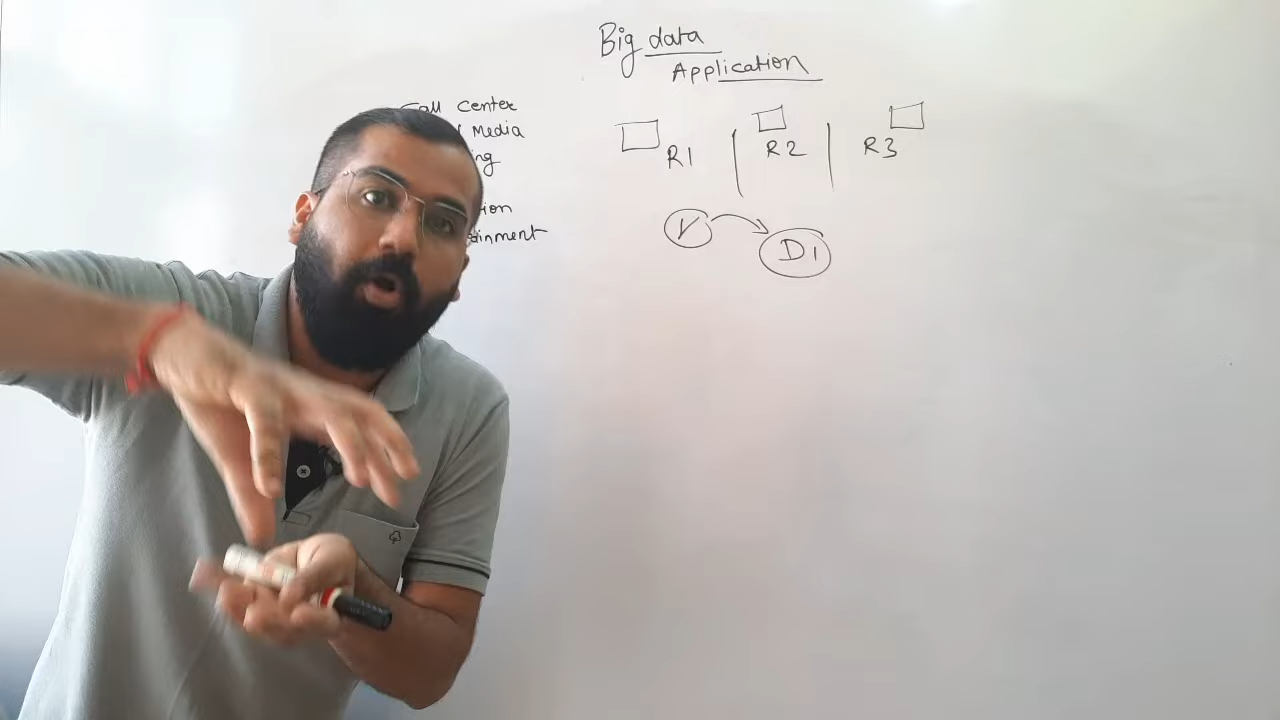 Big data
Application
Call Center
Media
R1 R2 R3
V D1